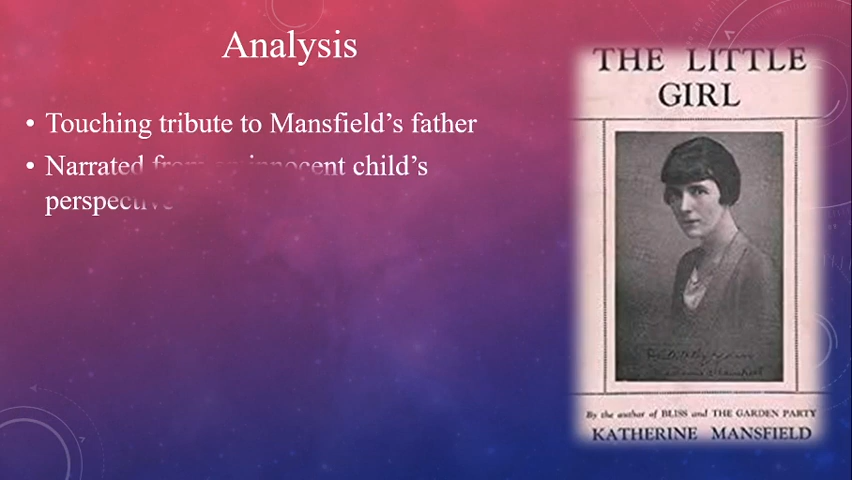 Analysis
• Touching tribute to Mansfield's father
• Narrated from an innocent child's
perspective
THE LITTLE
GIRL
By the author of BLISS and THE GARDEN PARTY
KATHERINE MANSFIELD